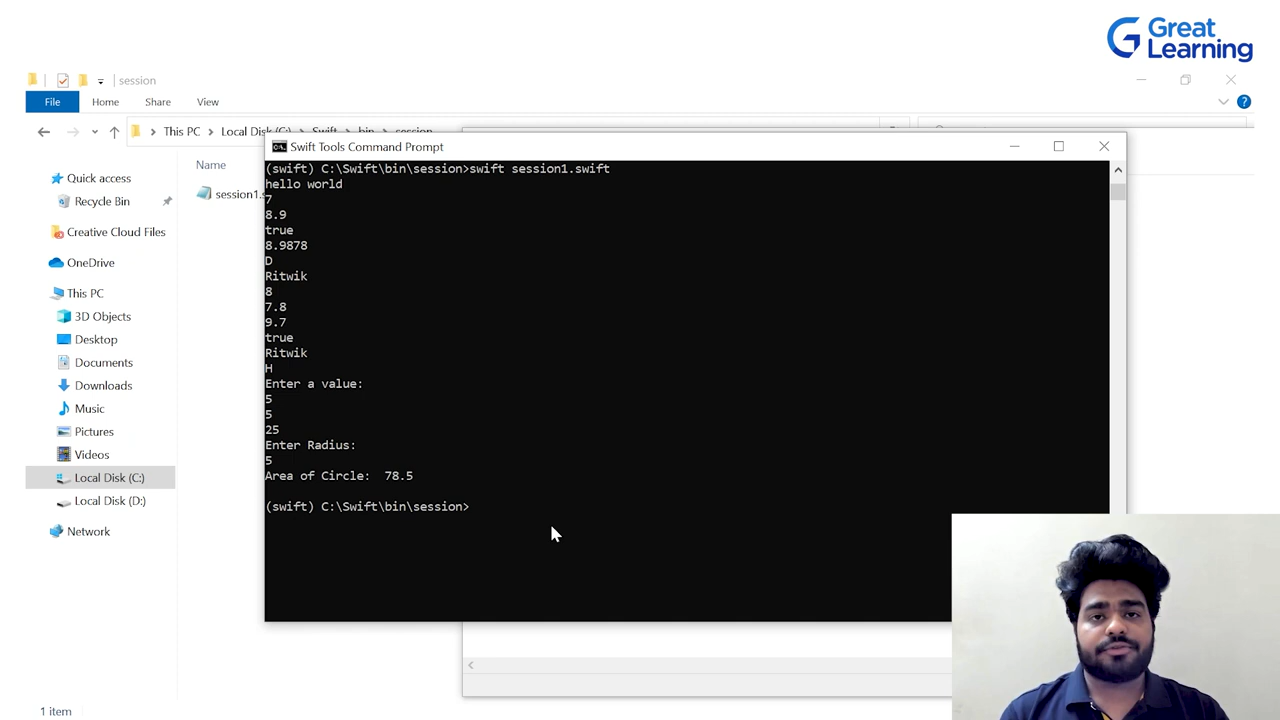 Great
Learning
session
File Home Share View
This PC Local Disk (C:) Swift bin session
Name
Quick access
Recycle Bin
Creative Cloud Files
OneDrive
This PC
3D Objects
Desktop
Documents
Downloads
Music
Pictures
Videos
Local Disk (C:)
Local Disk (D:)
Network
1 item
session1.s
Swift Tools Command Prompt
(swift) C:\Swift\bin\session>swift session1.swift
hello world
7
8.9
true
8.9878
D
Ritwik
8
7.8
9.7
true
Ritwik
H
Enter a value:
5
5
25
Enter Radius:
5
Area of Circle:  78.5
(swift) C:\Swift\bin\session>